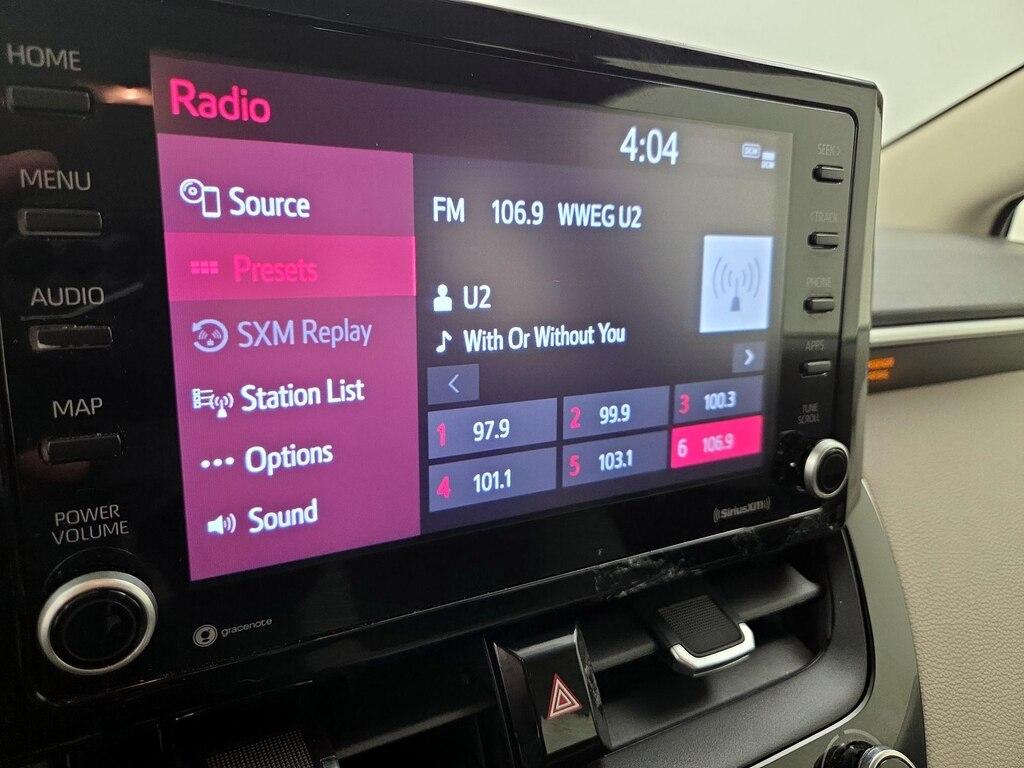 HOME
MENU
AUDIO
MAP
POWER
VOLUME
Radio
4:04
DCM
DCM
Source
Presets
SXM Replay
Station List
Options
Sound
FM 106.9 WWEG U2
U2
With Or Without You
<
>
1 97.9
2 99.9
3 100.3
4 101.1
5 103.1
6 106.9
SEEK >
< TRACK
PHONE
APPS
TUNE
SCROLL
((SiriusXM))
gracenote